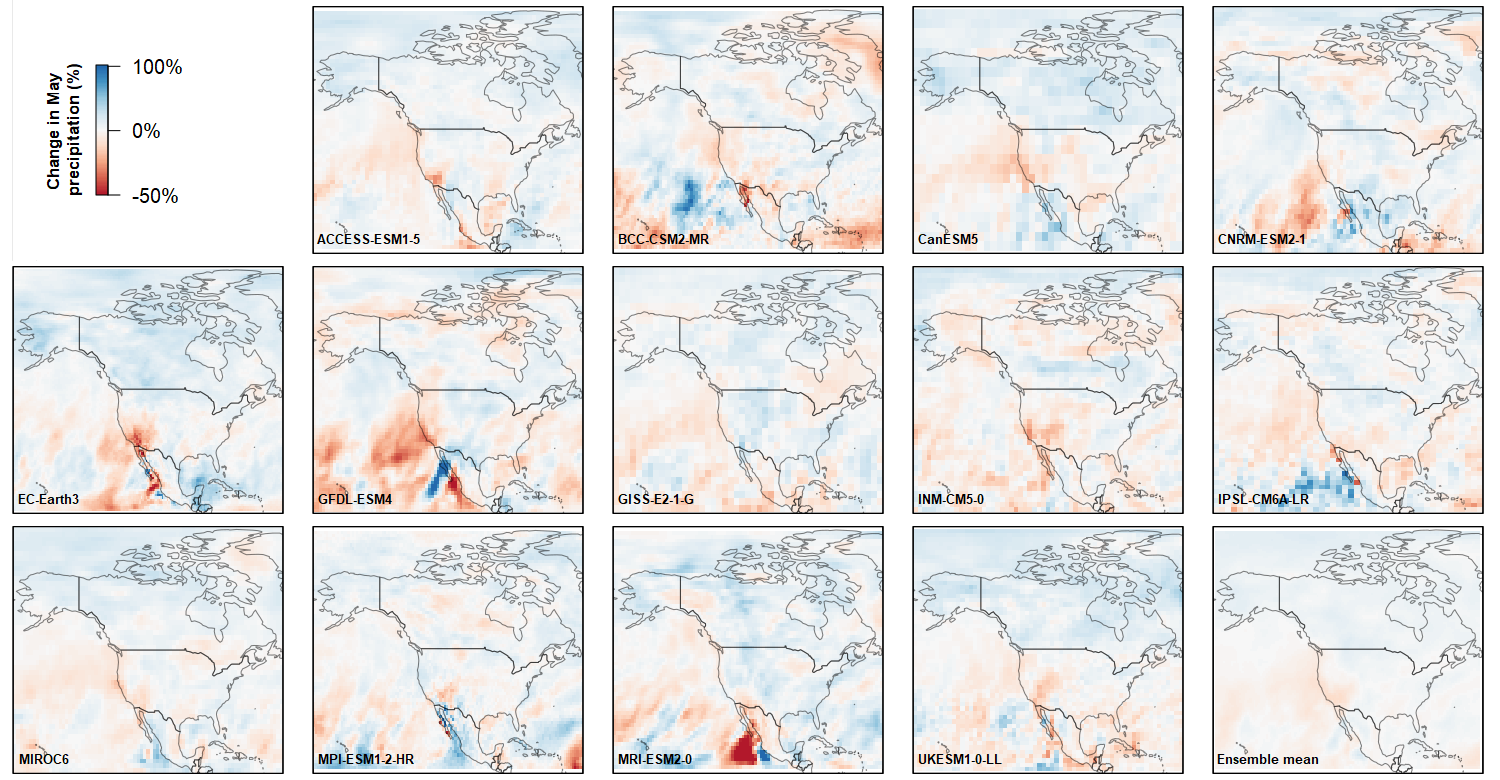 Change in May
precipitation (%)
100%
0%
-50%
ACCESS-ESM1-5
BCC-CSM2-MR
CanESM5
CNRM-ESM2-1
EC-Earth3
GFDL-ESM4
GISS-E2-1-G
INM-CM5-0
IPSL-CM6A-LR
MIROC6
MPI-ESM1-2-HR
MRI-ESM2-0
UKESM1-0-LL
Ensemble mean